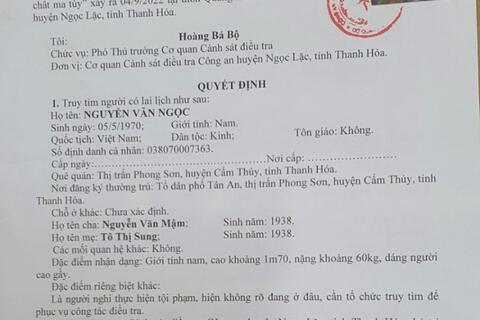 chất ma túy” xảy ra 04/9/2022 tại thôn Quang
huyện Ngọc Lặc, tỉnh Thanh Hóa.
Tôi: Hoàng Bá Bộ
Chức vụ: Phó Thủ trưởng Cơ quan Cảnh sát điều tra
Đơn vị: Cơ quan Cảnh sát điều tra Công an huyện Ngọc Lặc, tỉnh Thanh Hóa.
QUYẾT ĐỊNH
1. Truy tìm người có lai lịch như sau:
Họ tên: NGUYỄN VĂN NGỌC
Sinh ngày: 05/5/1970; Giới tính: Nam.
Quốc tịch: Việt Nam; Dân tộc: Kinh; Tôn giáo: Không.
Số định danh cá nhân: 038070007363.
Cấp ngày:.......................................Nơi cấp: .......................
Quê quán: Thị trấn Phong Sơn, huyện Cẩm Thủy, tỉnh Thanh Hóa.
Nơi đăng ký thường trú: Tổ dân phố Tân An, thị trấn Phong Sơn, huyện Cẩm Thủy, tỉnh
Thanh Hóa.
Chỗ ở khác: Chưa xác định.
Họ tên cha: Nguyễn Văn Mậm; Sinh năm: 1938.
Họ tên mẹ: Tô Thị Sung; Sinh năm: 1938.
Các mối quan hệ khác: Không.
Đặc điểm nhận dạng: Giới tính nam, cao khoảng 1m70, nặng khoảng 60kg, dáng người
cao gầy.
Đặc điểm riêng biệt khác:
Là người nghi thực hiện tội phạm, hiện không rõ đang ở đâu, cần tổ chức truy tìm để
phục vụ công tác điều tra.